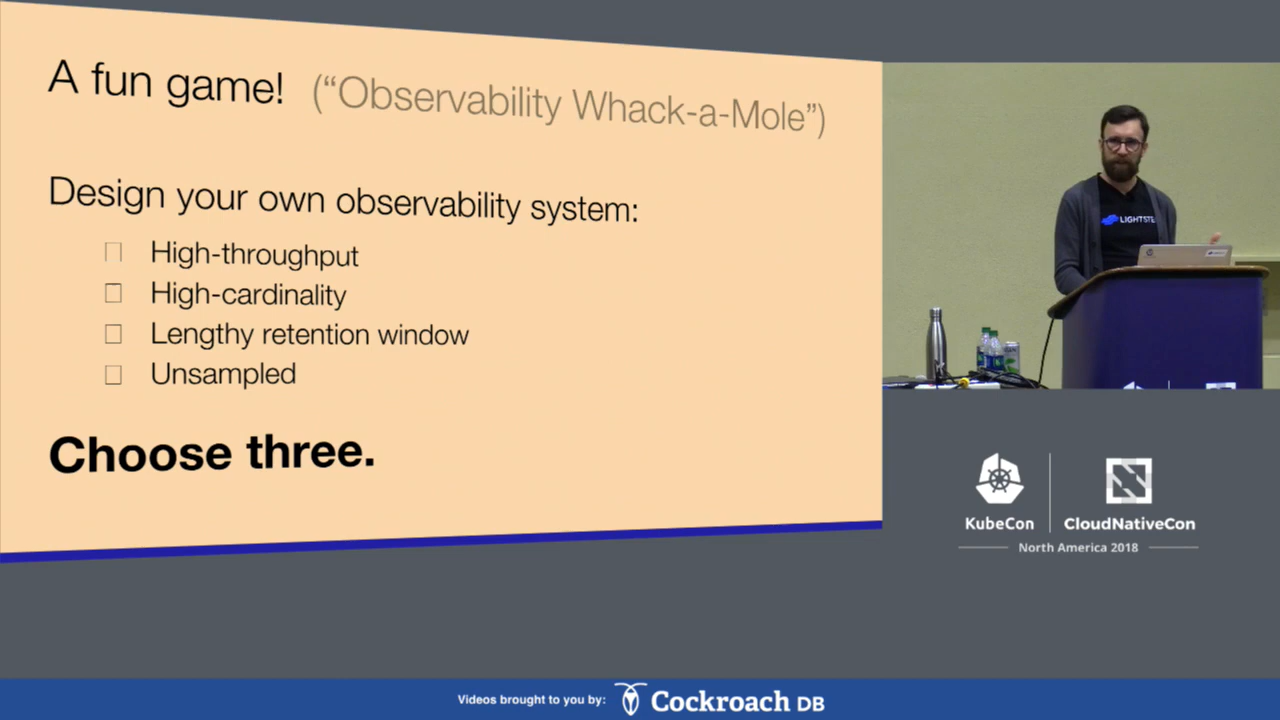 A fun game! (“Observability Whack-a-Mole”)
Design your own observability system:
High-throughput
High-cardinality
Lengthy retention window
Unsampled
Choose three.
LIGHTSTE
KubeCon
CloudNativeCon
North America 2018
Videos brought to you by:
Cockroach DB